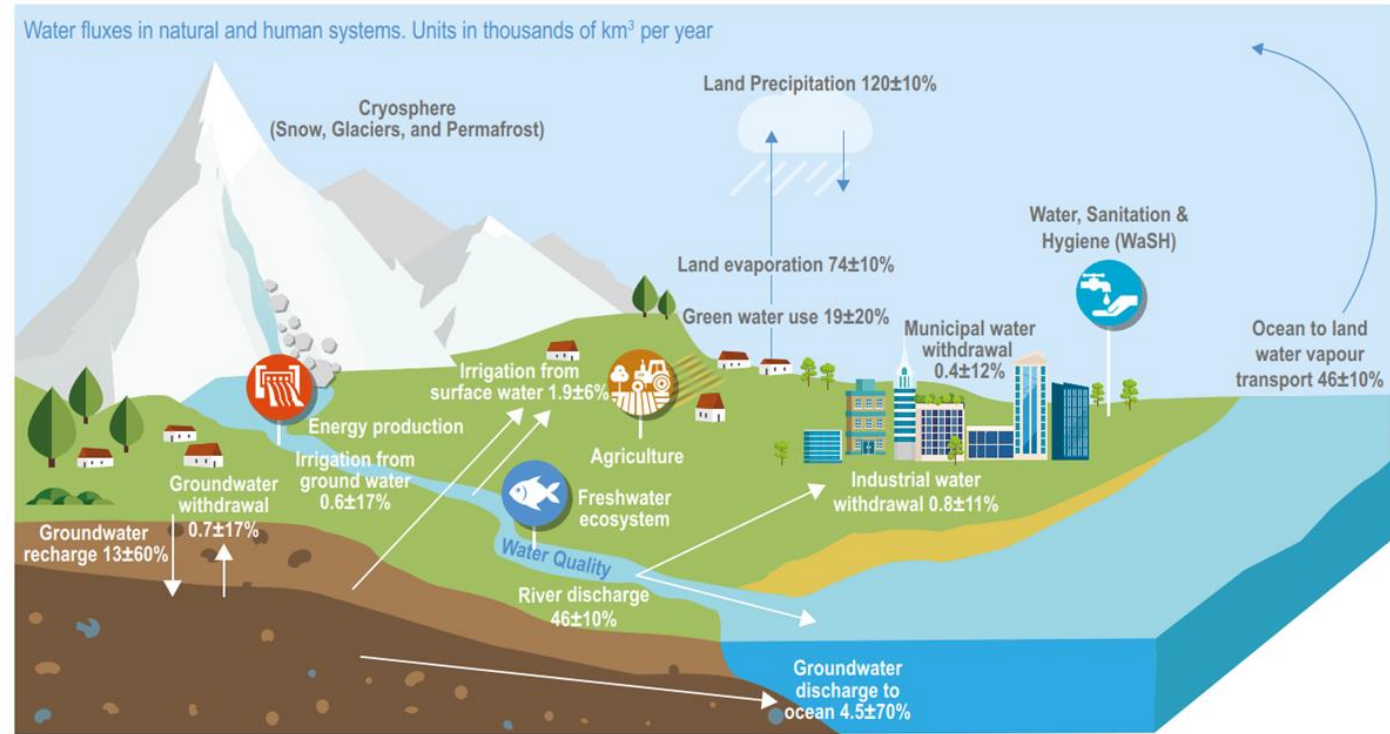 Water fluxes in natural and human systems. Units in thousands of km³ per year
Cryosphere
(Snow, Glaciers, and Permafrost)
Land Precipitation 120±10%
Water, Sanitation &
Hygiene (WaSH)
Land evaporation 74±10%
Green water use 19±20%
Municipal water
withdrawal
0.4±12%
Ocean to land
water vapour
transport 46±10%
Irrigation from
surface water 1.9±6%
Energy production
Agriculture
Irrigation from
ground water
0.6±17%
Groundwater
withdrawal
0.7±17%
Groundwater
recharge 13±60%
Freshwater
ecosystem
Industrial water
withdrawal 0.8±11%
Water Quality
River discharge
46±10%
Groundwater
discharge to
ocean 4.5±70%